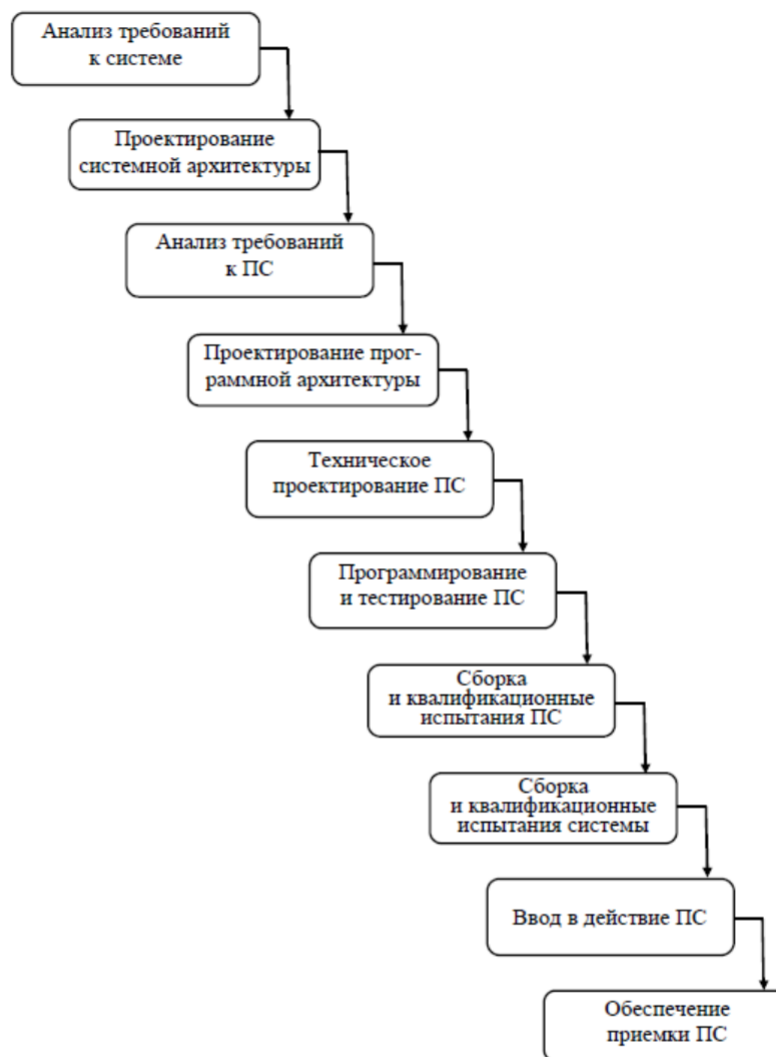 Анализ требований
к системе
Проектирование
системной архитектуры
Анализ требований
к ПС
Проектирование прог-
раммной архитектуры
Техническое
проектирование ПС
Программирование
и тестирование ПС
Сборка
и квалификационные
испытания ПС
Сборка
и квалификационные
испытания системы
Ввод в действие ПС
Обеспечение
приемки ПС